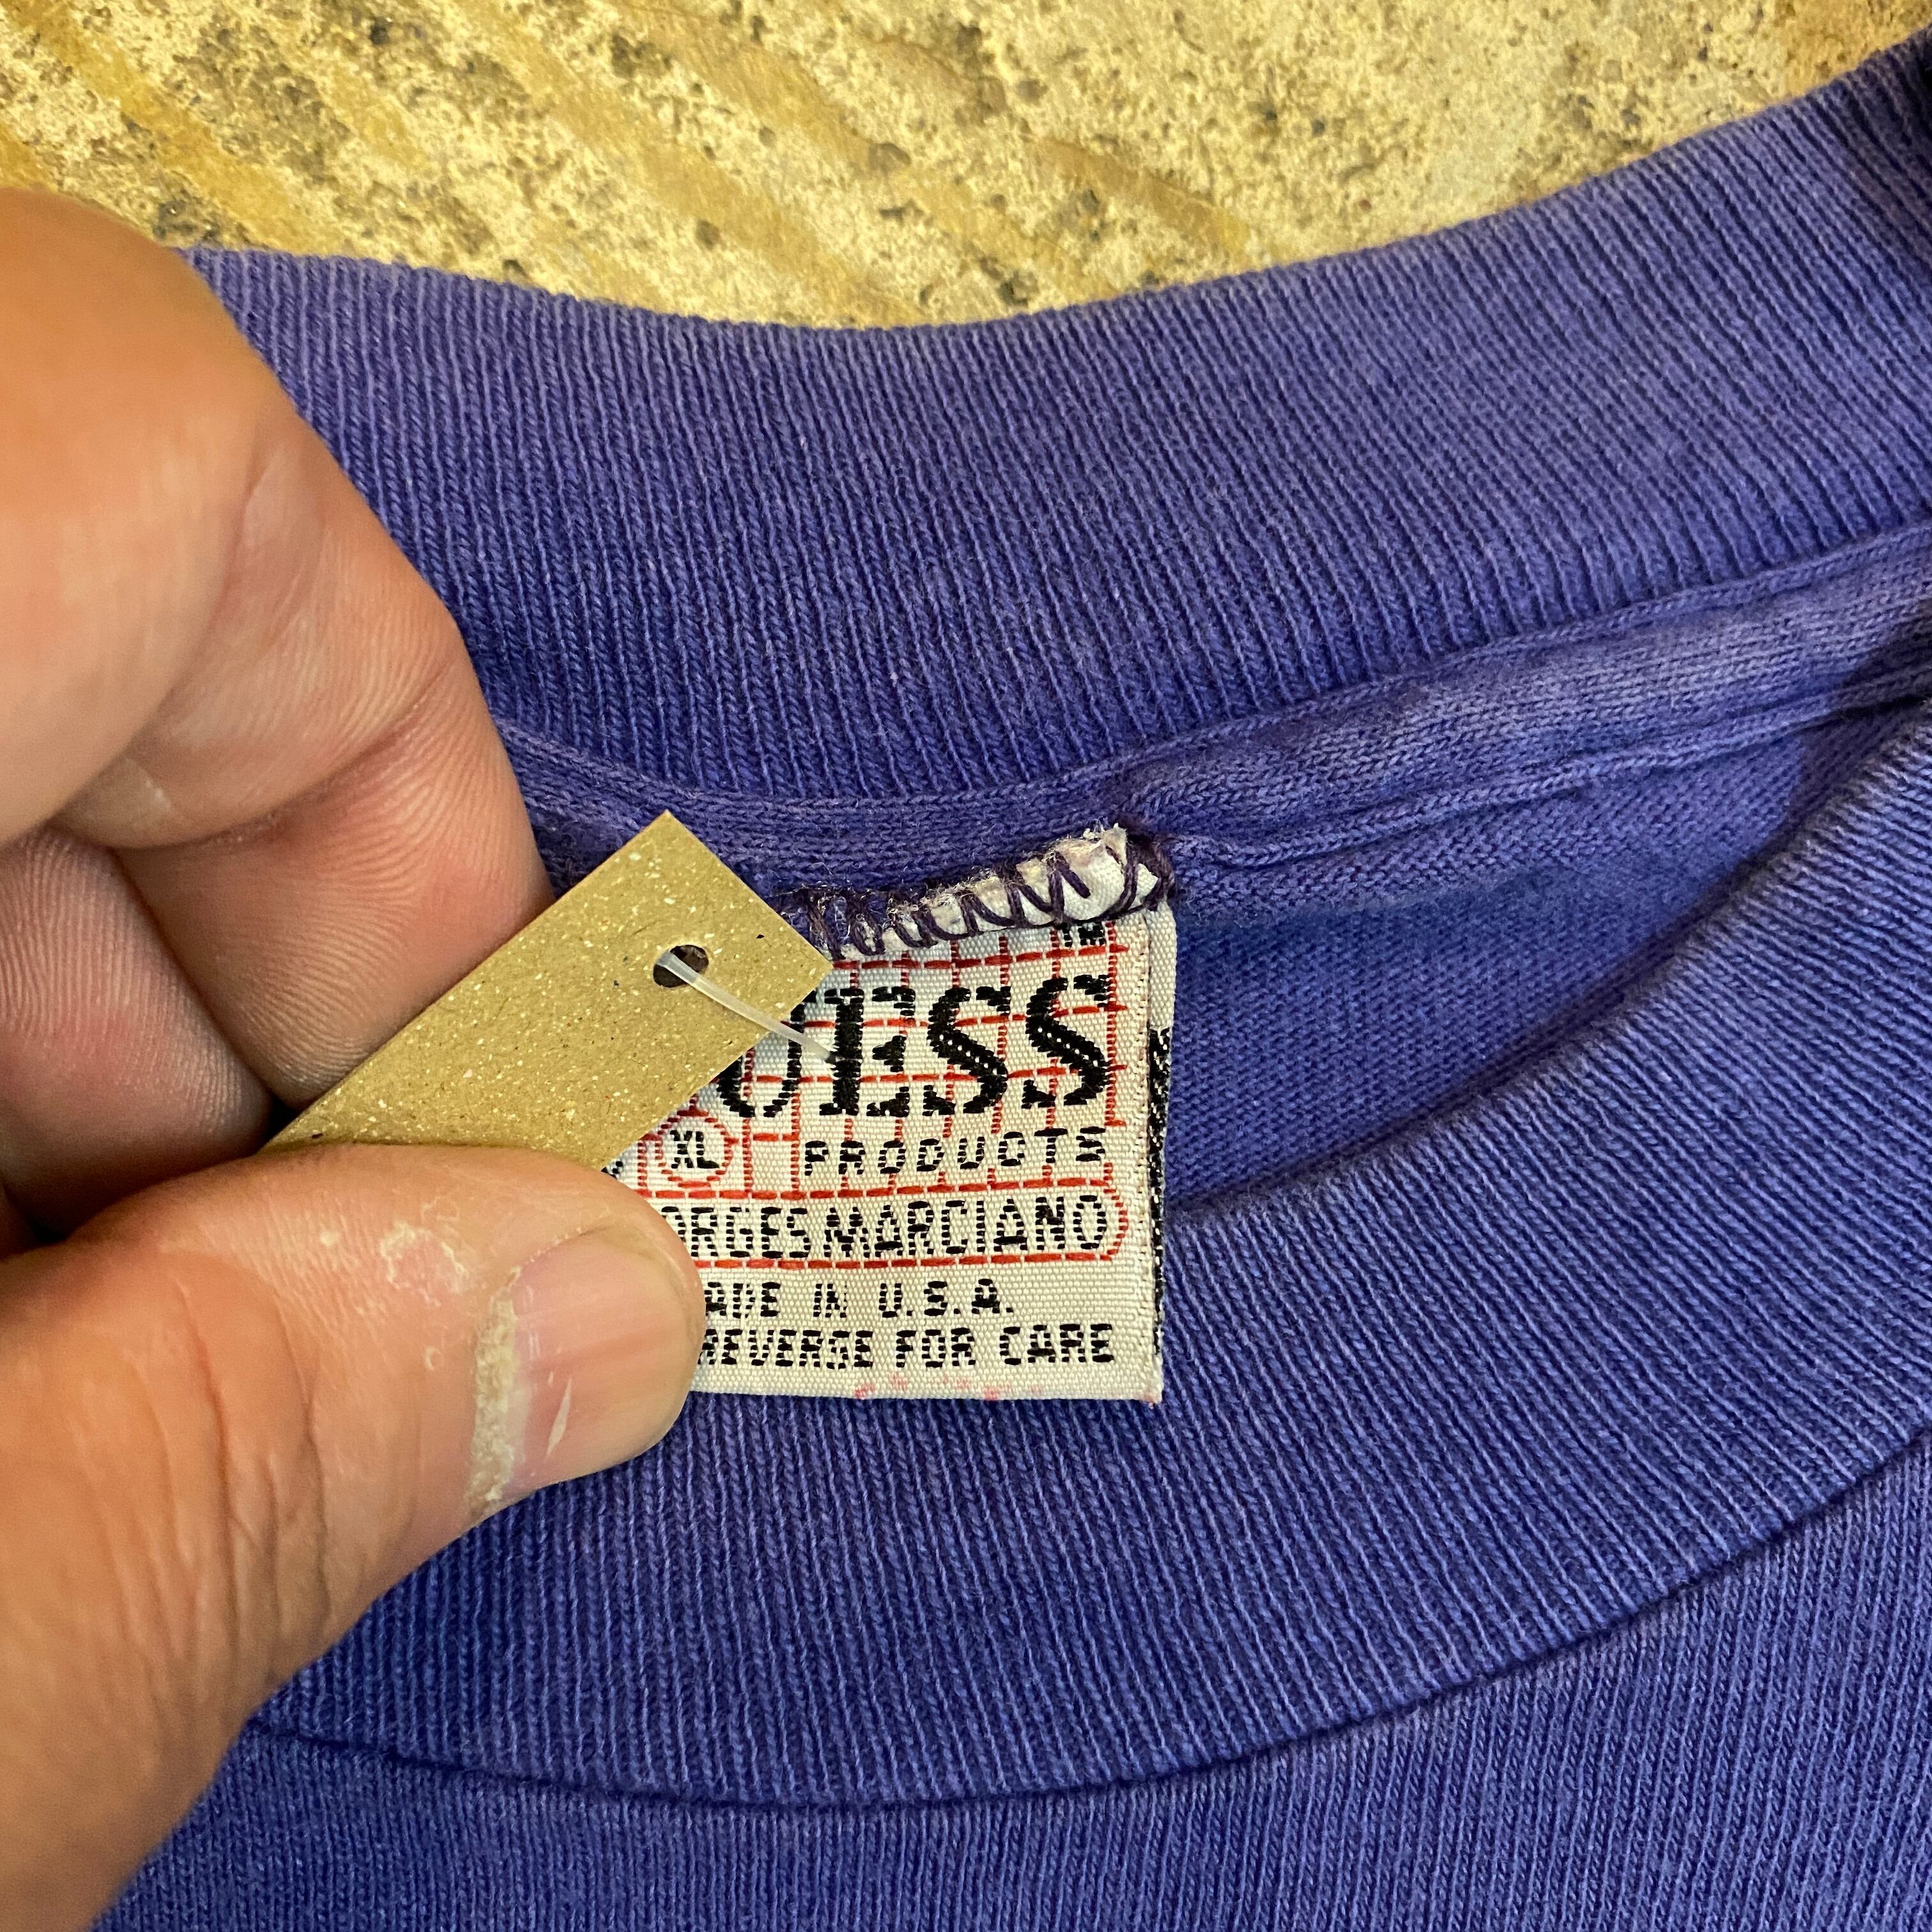 TM
UESS
XL PRODUCTS
ORGES MARCIANO
ADE IN U.S.A.
REVERSE FOR CARE